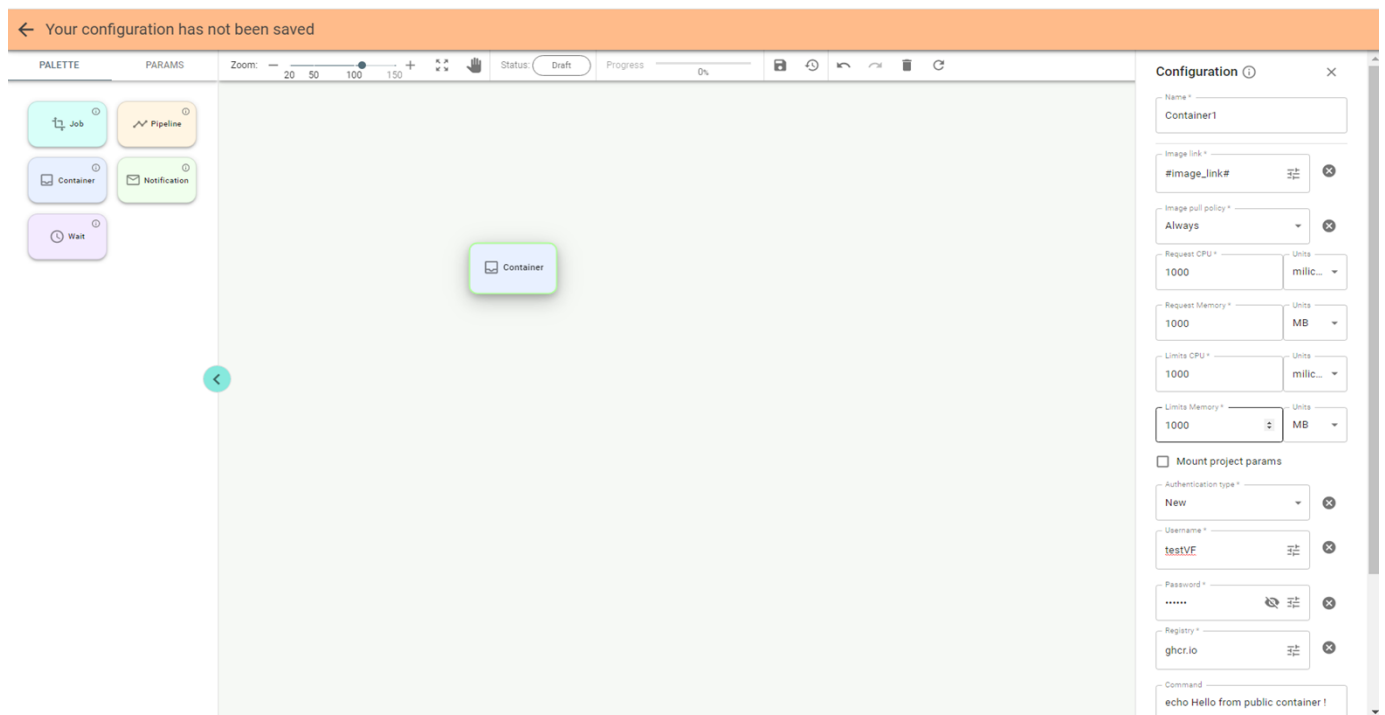 Your configuration has not been saved
PALETTE
PARAMS
Job
Pipeline
Container
Notification
Wait
Zoom:
20 50 100 150
Status: Draft
Progress 0%
Container
Configuration
Name *
Container1
Image link *
#image_link#
Image pull policy *
Always
Request CPU *
1000
Units
milic...
Request Memory *
1000
Units
MB
Limits CPU *
1000
Units
milic...
Limits Memory *
1000
Units
MB
Mount project params
Authentication type *
New
Username *
testVF
Password *
••••••
Registry *
ghcr.io
Command
echo Hello from public container !